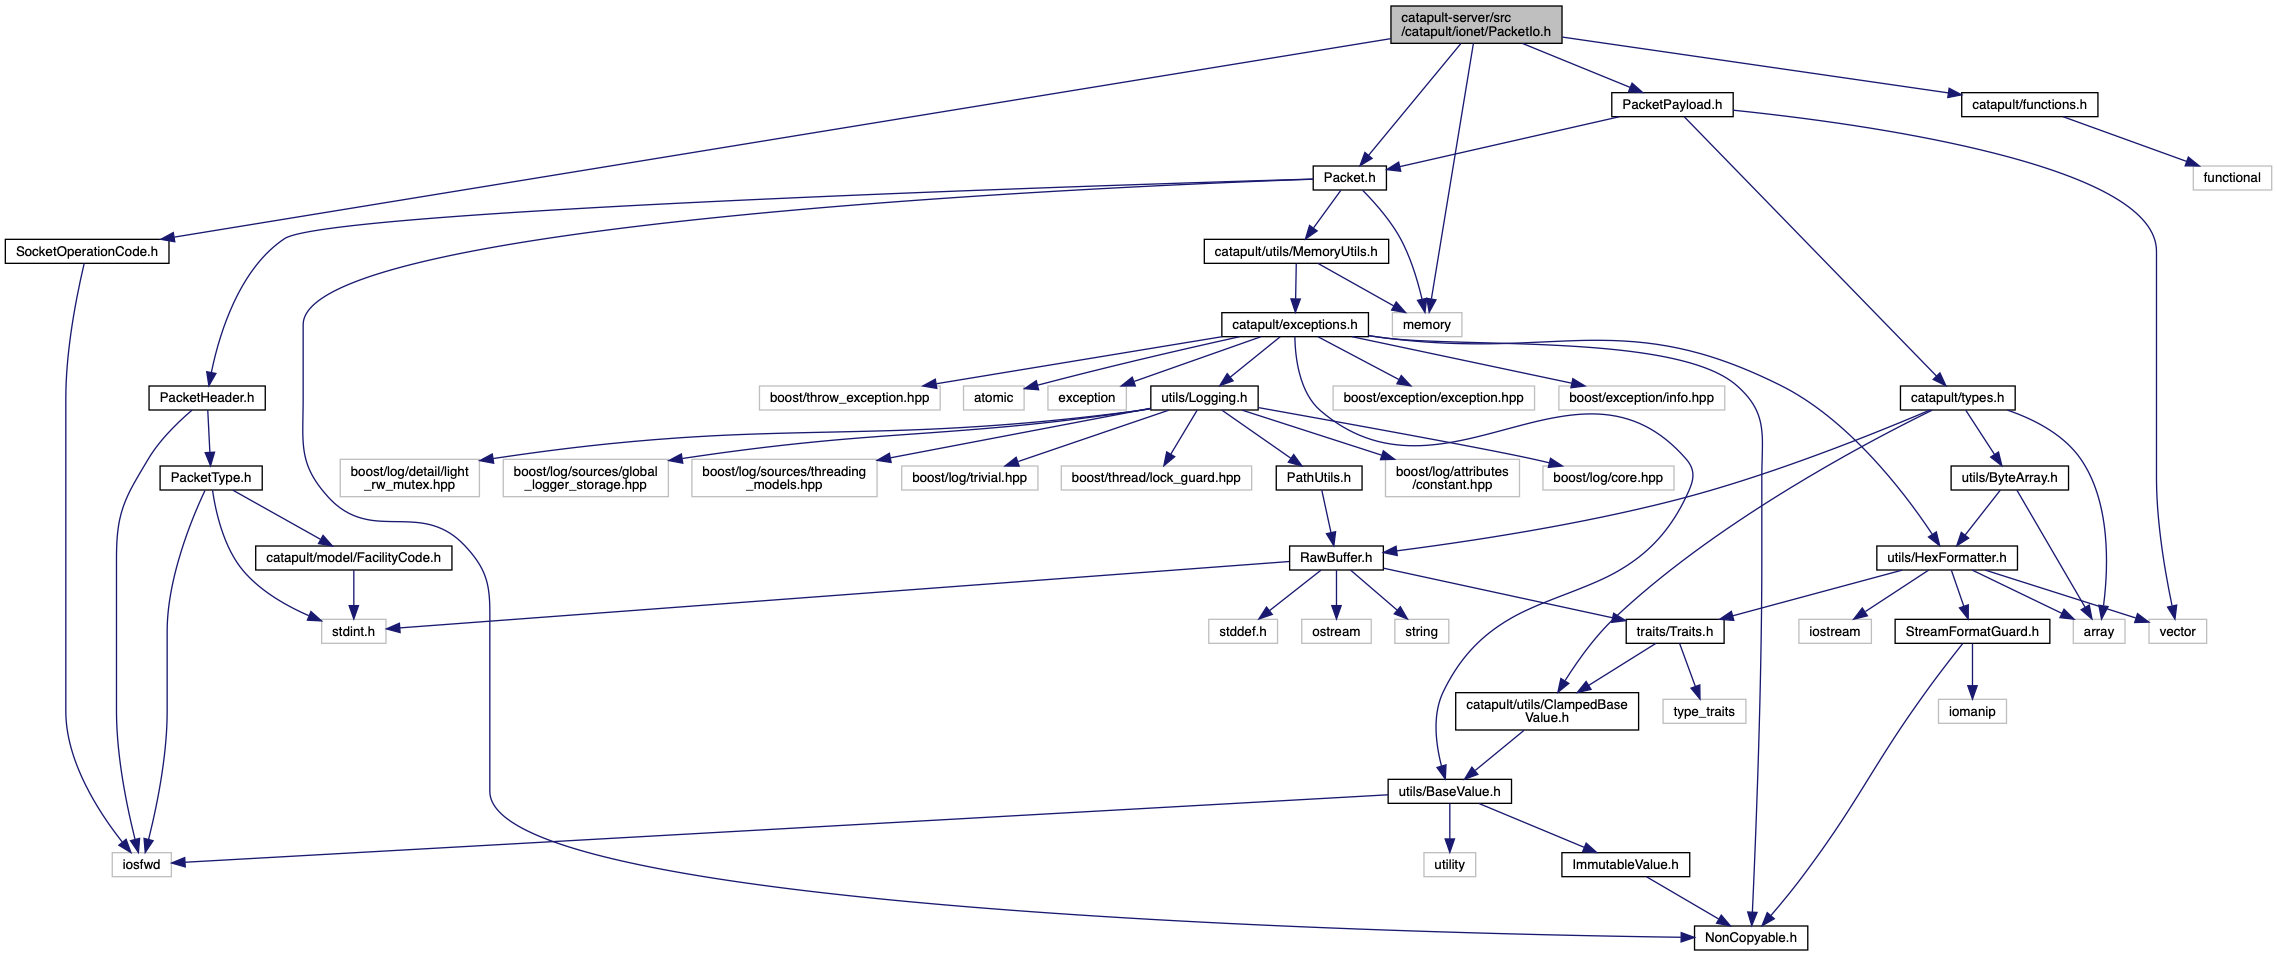 catapult-server/src
/catapult/ionet/PacketIo.h
PacketPayload.h
catapult/functions.h
Packet.h
functional
SocketOperationCode.h
catapult/utils/MemoryUtils.h
catapult/exceptions.h
memory
PacketHeader.h
boost/throw_exception.hpp
atomic
exception
utils/Logging.h
boost/exception/exception.hpp
boost/exception/info.hpp
catapult/types.h
PacketType.h
boost/log/detail/light
_rw_mutex.hpp
boost/log/sources/global
_logger_storage.hpp
boost/log/sources/threading
_models.hpp
boost/log/trivial.hpp
boost/thread/lock_guard.hpp
PathUtils.h
boost/log/attributes
/constant.hpp
boost/log/core.hpp
utils/ByteArray.h
catapult/model/FacilityCode.h
RawBuffer.h
utils/HexFormatter.h
stdint.h
stddef.h
ostream
string
traits/Traits.h
iostream
StreamFormatGuard.h
array
vector
catapult/utils/ClampedBase
Value.h
type_traits
iomanip
utils/BaseValue.h
iosfwd
utility
ImmutableValue.h
NonCopyable.h